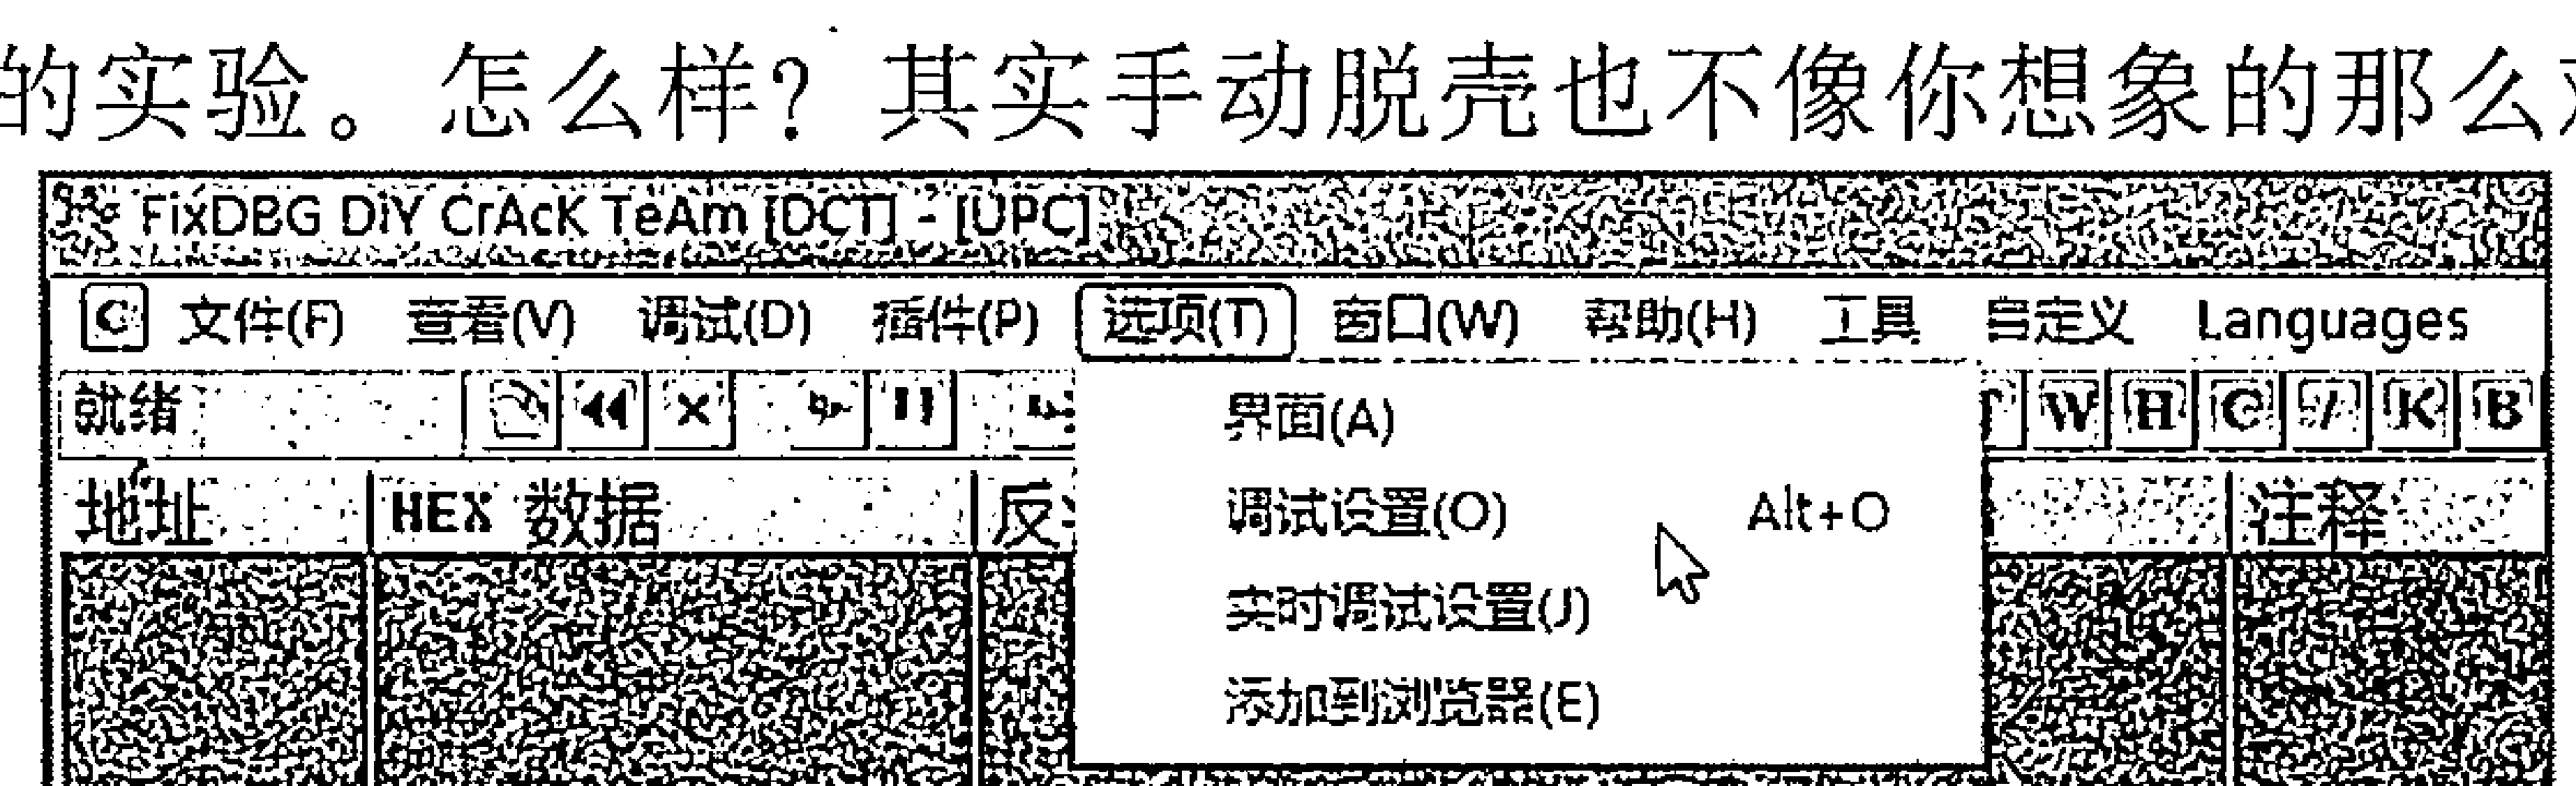 的实验。怎么样？其实手动脱壳也不像你想象的那么
FixDBG DiY CrAcK TeAm [DCT] - [UPC]
C 文件(F) 查看(V) 调试(D) 插件(P) 选项(T) 窗口(W) 帮助(H) 工具 自定义 Languages
就绪 W H C / K B
地址 HEX 数据 反 注释
界面(A)
调试设置(O) Alt+O
实时调试设置(J)
添加到浏览器(E)